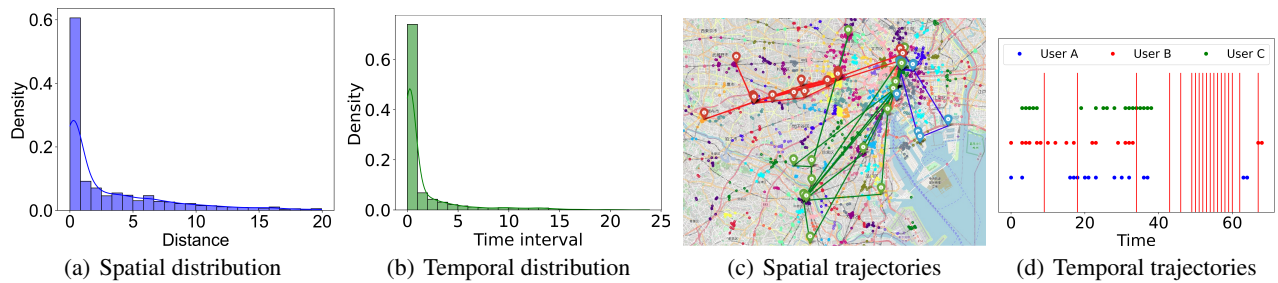 0.6
0.4
0.2
0.0
Density
0 5 10 15 20
Distance
(a) Spatial distribution
0.6
0.4
0.2
0.0
Density
0 5 10 15 20 25
Time interval
(b) Temporal distribution
(c) Spatial trajectories
User A User B User C
0 20 40 60
Time
(d) Temporal trajectories